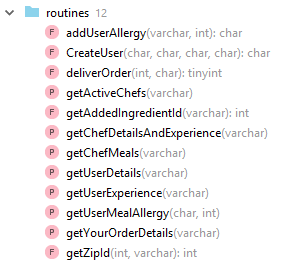 routines 12
F addUserAllergy(varchar, int): char
F CreateUser(char, char, char, char): char
F deliverOrder(int, char): tinyint
P getActiveChefs(varchar)
F getAddedIngredientId(varchar): int
P getChefDetailsAndExperience(varchar)
P getChefMeals(varchar)
P getUserDetails(varchar)
P getUserExperience(varchar)
P getUserMealAllergy(char, int)
P getYourOrderDetails(varchar)
F getZipId(int, varchar): int